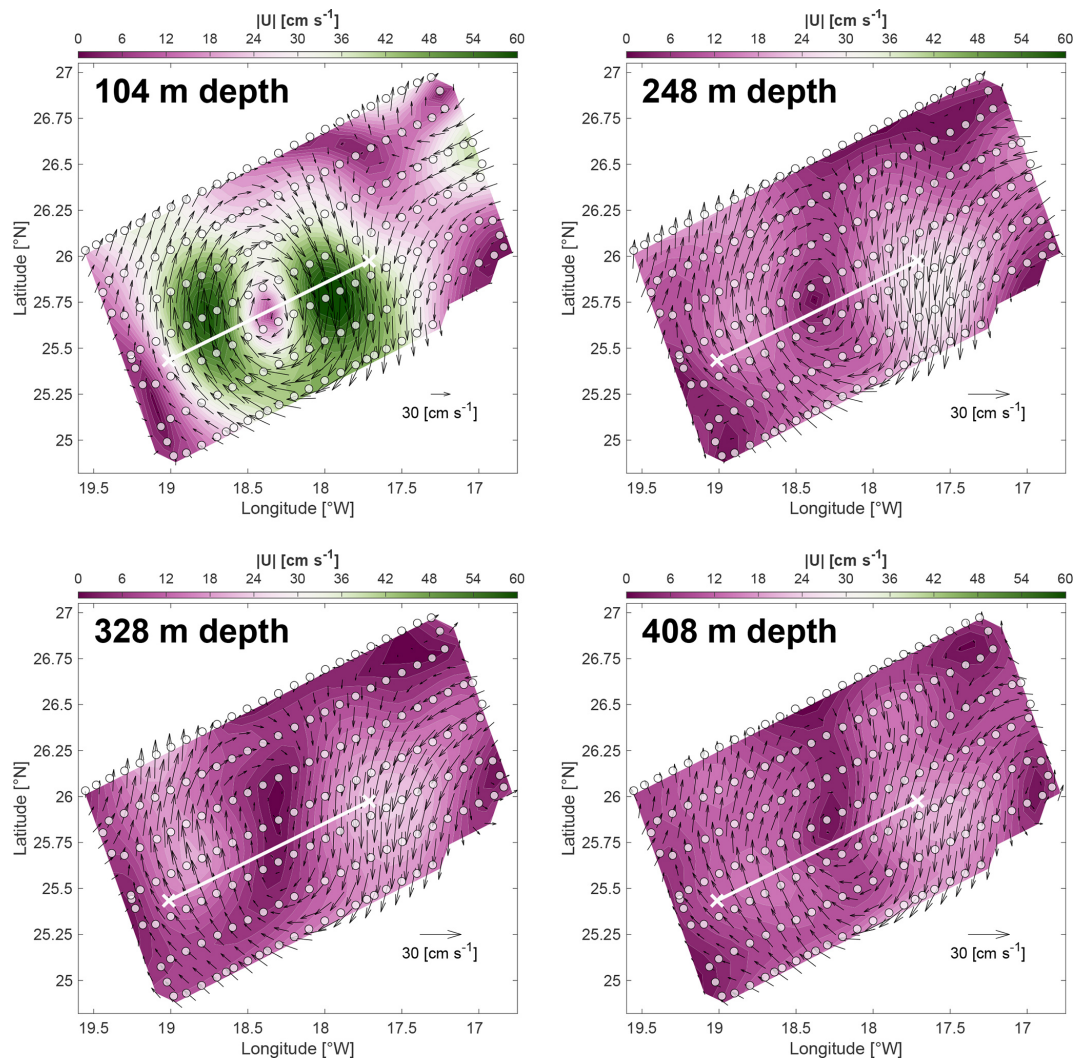 |U| [cm s-1]
0 6 12 18 24 30 36 42 48 54 60
104 m depth
27
26.75
26.5
26.25
26
25.75
25.5
25.25
25
Latitude [°N]
30 [cm s-1]
19.5 19 18.5 18 17.5 17
Longitude [°W]
|U| [cm s-1]
0 6 12 18 24 30 36 42 48 54 60
248 m depth
27
26.75
26.5
26.25
26
25.75
25.5
25.25
25
Latitude [°N]
30 [cm s-1]
19.5 19 18.5 18 17.5 17
Longitude [°W]
|U| [cm s-1]
0 6 12 18 24 30 36 42 48 54 60
328 m depth
27
26.75
26.5
26.25
26
25.75
25.5
25.25
25
Latitude [°N]
30 [cm s-1]
19.5 19 18.5 18 17.5 17
Longitude [°W]
|U| [cm s-1]
0 6 12 18 24 30 36 42 48 54 60
408 m depth
27
26.75
26.5
26.25
26
25.75
25.5
25.25
25
Latitude [°N]
30 [cm s-1]
19.5 19 18.5 18 17.5 17
Longitude [°W]